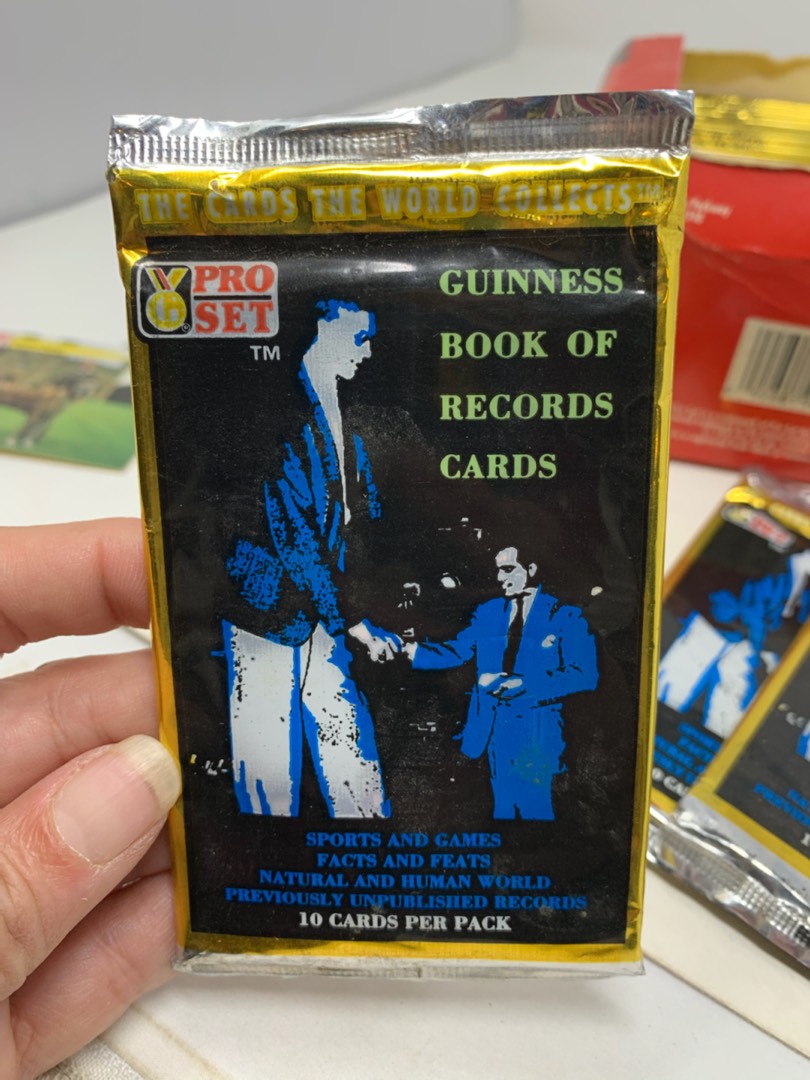 THE CARDS THE WORLD COLLECTS™
PRO
SET
®
TM
GUINNESS
BOOK OF
RECORDS
CARDS
SPORTS AND GAMES
FACTS AND FEATS
NATURAL AND HUMAN WORLD
PREVIOUSLY UNPUBLISHED RECORDS
10 CARDS PER PACK